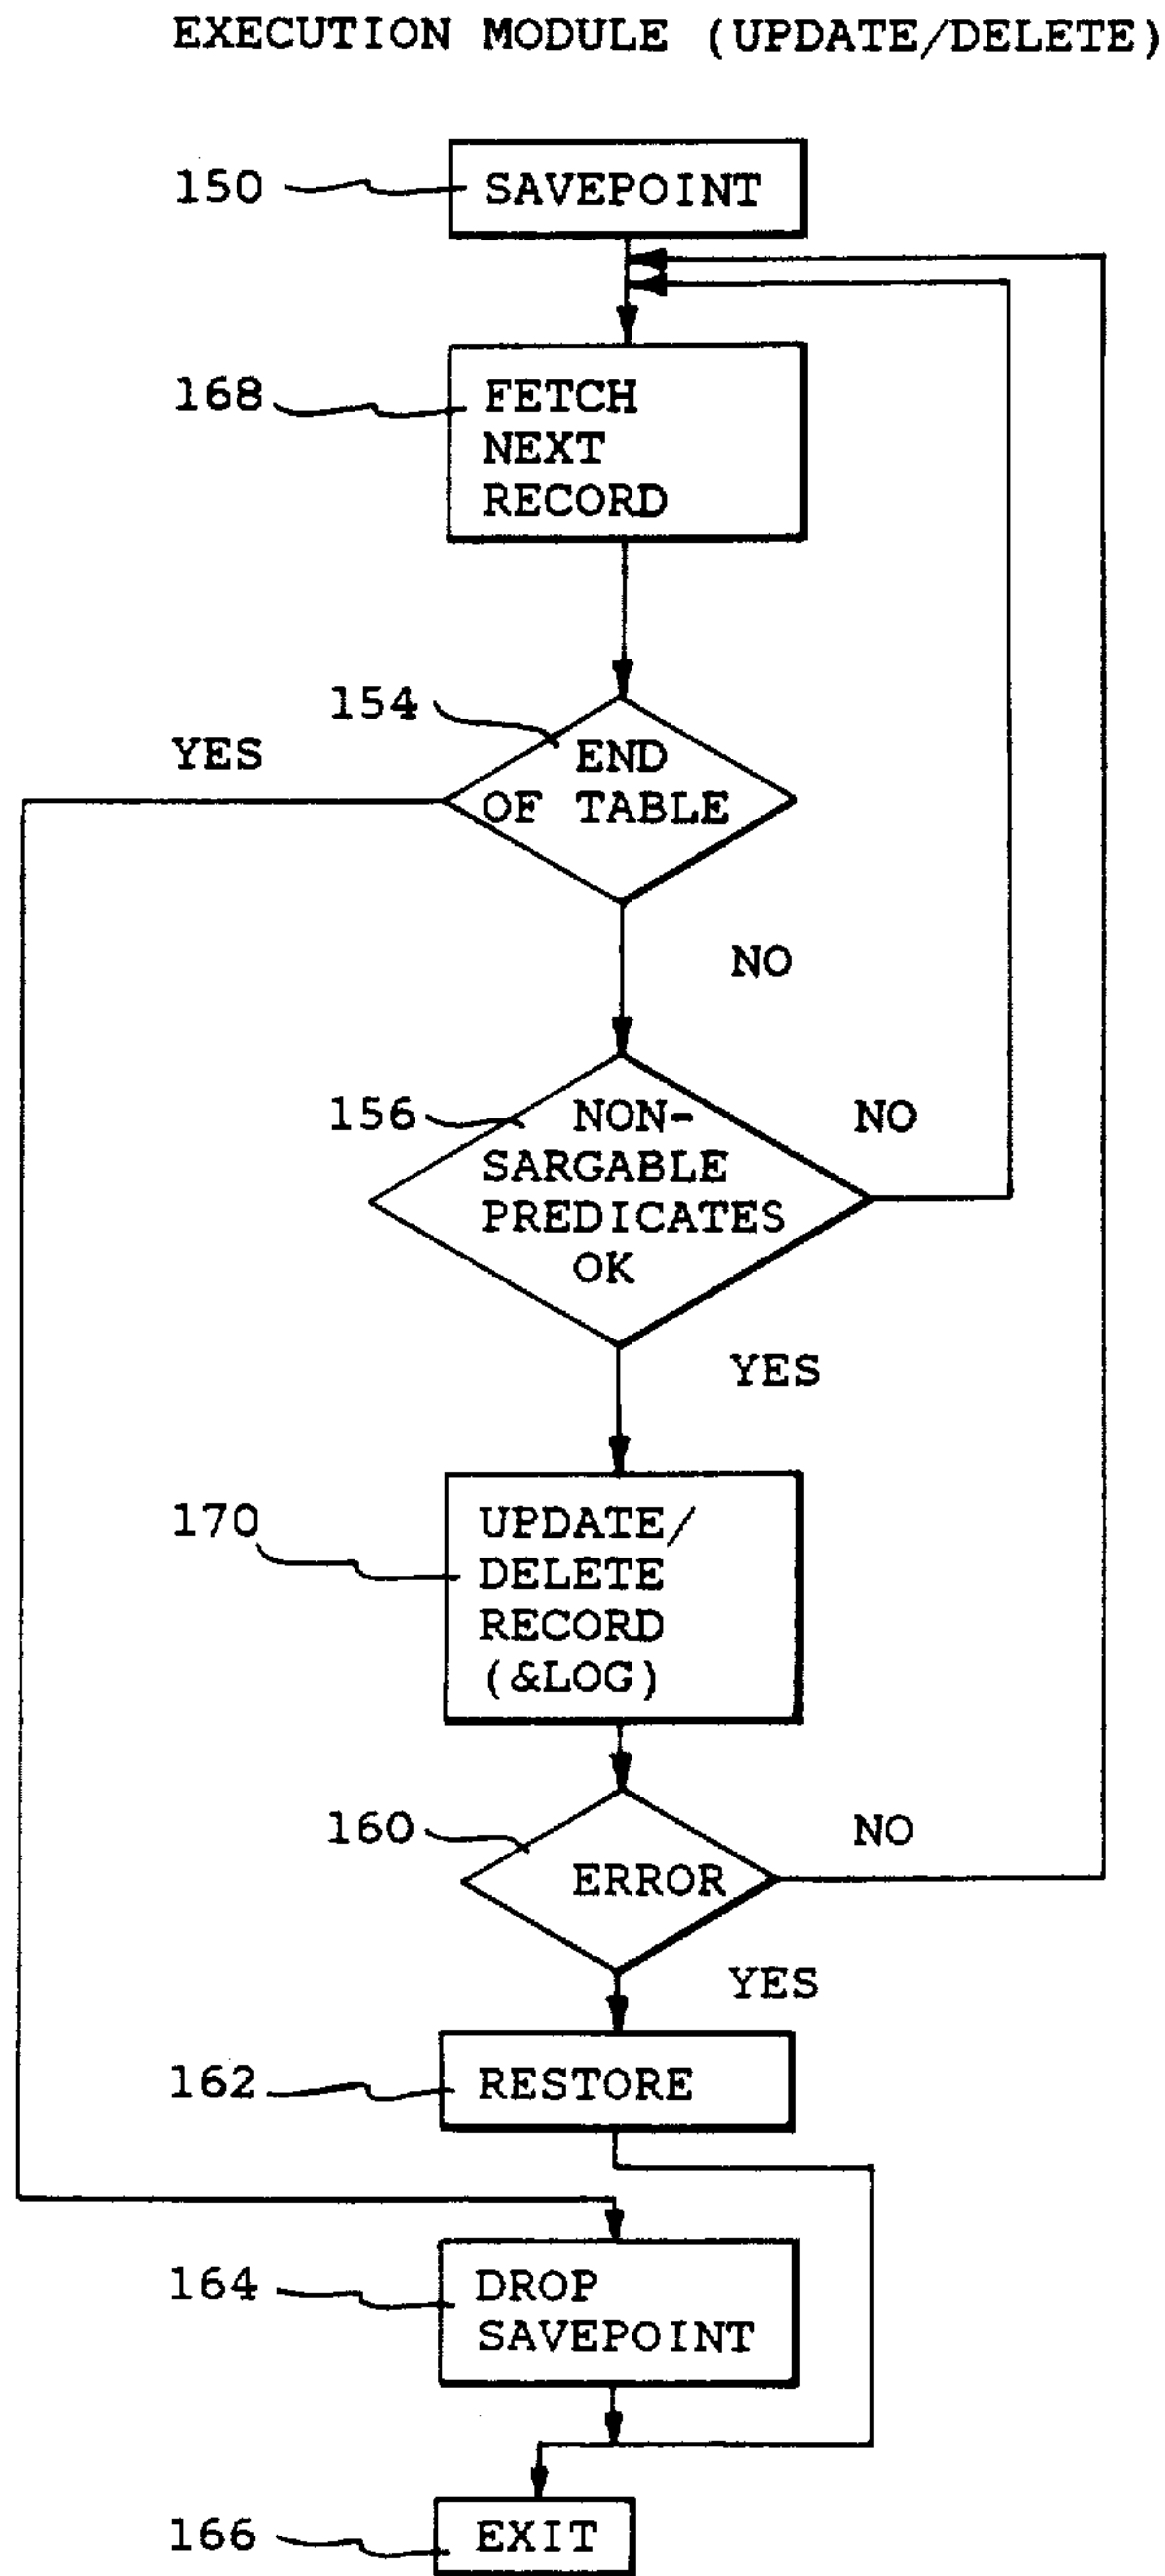 EXECUTION MODULE (UPDATE/DELETE)
150
SAVEPOINT
168
FETCH
NEXT
RECORD
154
YES
END
OF TABLE
NO
156
NON-
SARGABLE
PREDICATES
OK
NO
YES
170
UPDATE/
DELETE
RECORD
(&LOG)
160
ERROR
NO
YES
162
RESTORE
164
DROP
SAVEPOINT
166
EXIT